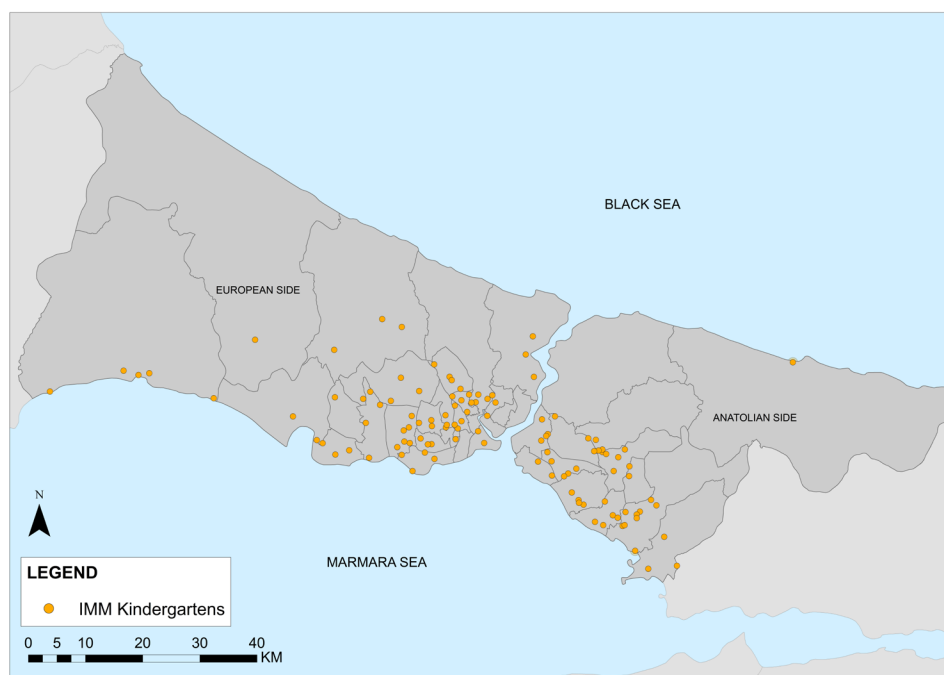 BLACK SEA
EUROPEAN SIDE
ANATOLIAN SIDE
N
MARMARA SEA
LEGEND
IMM Kindergartens
0 5 10 20 30 40
KM